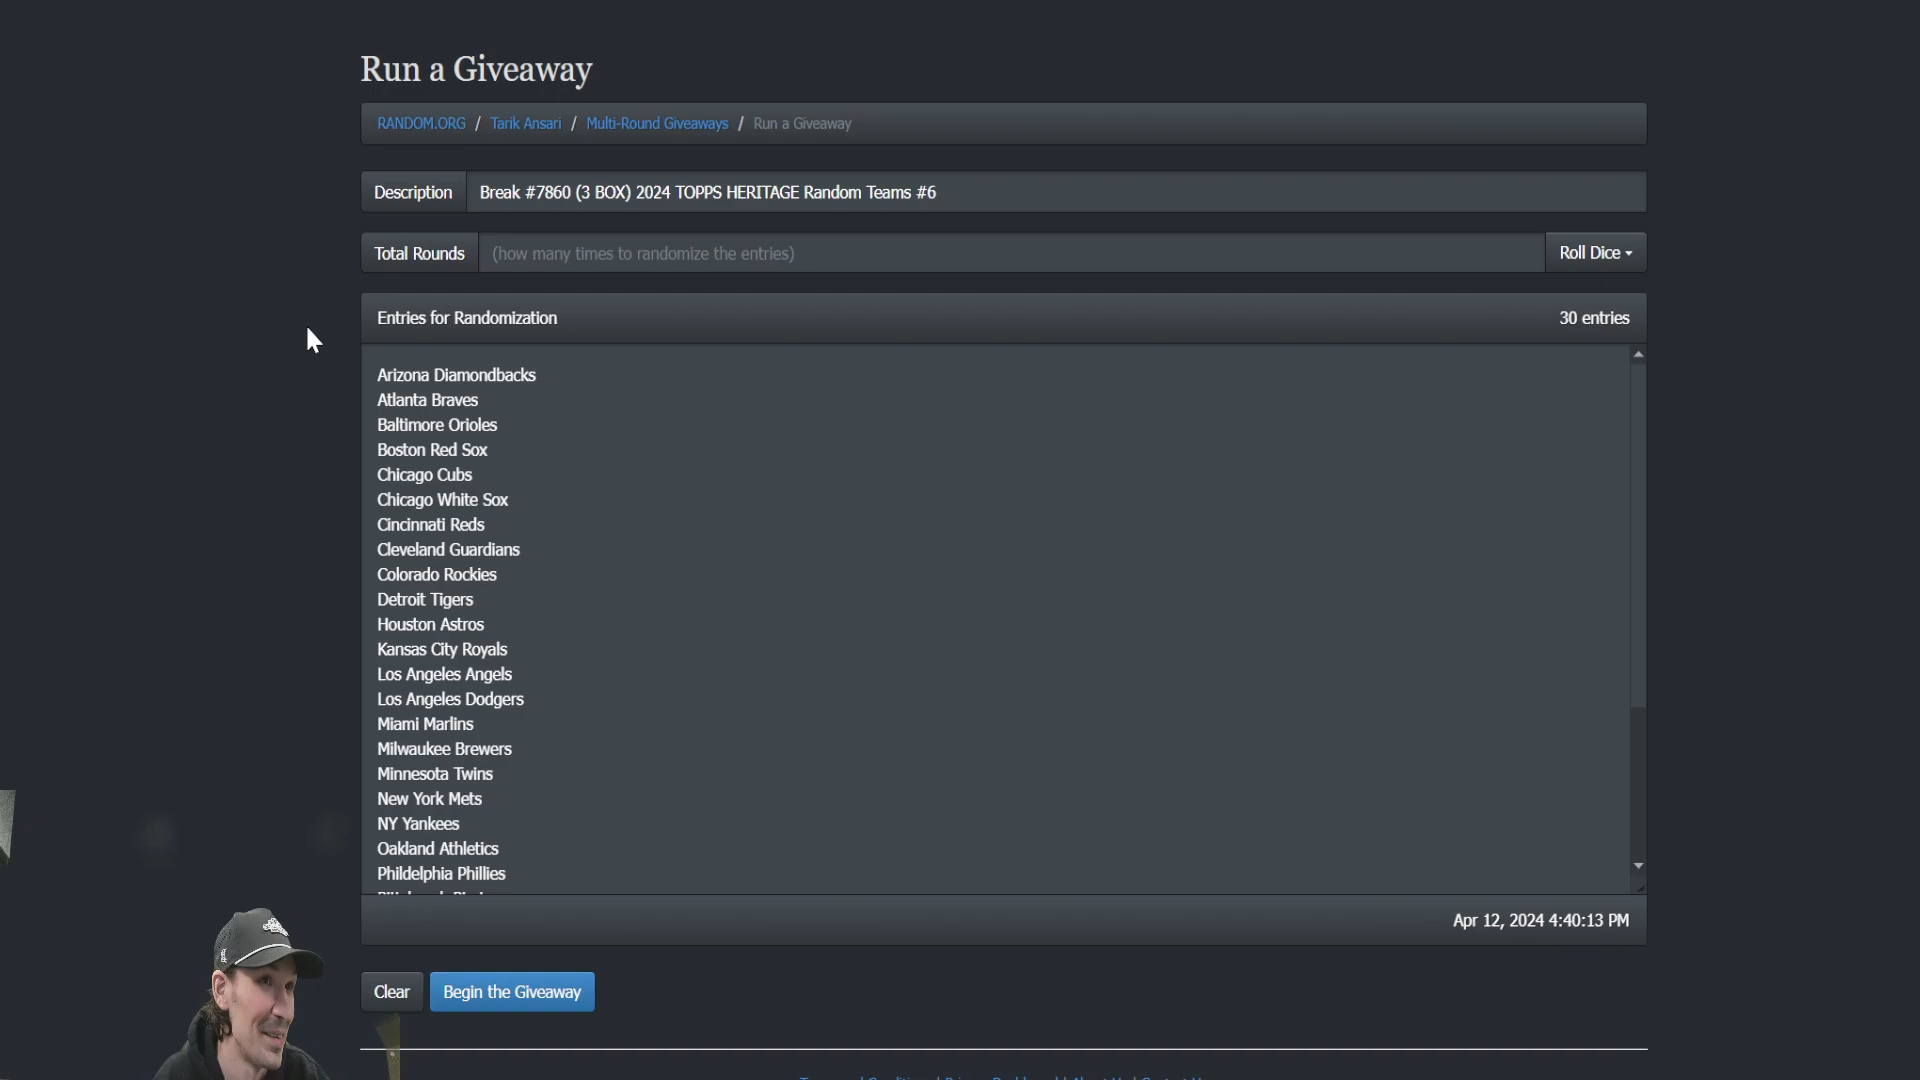 Run a Giveaway
RANDOM.ORG / Tarik Ansari / Multi-Round Giveaways / Run a Giveaway
Description Break #7860 (3 BOX) 2024 TOPPS HERITAGE Random Teams #6
Total Rounds (how many times to randomize the entries) Roll Dice
Entries for Randomization 30 entries
Arizona Diamondbacks
Atlanta Braves
Baltimore Orioles
Boston Red Sox
Chicago Cubs
Chicago White Sox
Cincinnati Reds
Cleveland Guardians
Colorado Rockies
Detroit Tigers
Houston Astros
Kansas City Royals
Los Angeles Angels
Los Angeles Dodgers
Miami Marlins
Milwaukee Brewers
Minnesota Twins
New York Mets
NY Yankees
Oakland Athletics
Phildelphia Phillies
Apr 12, 2024 4:40:13 PM
Clear Begin the Giveaway